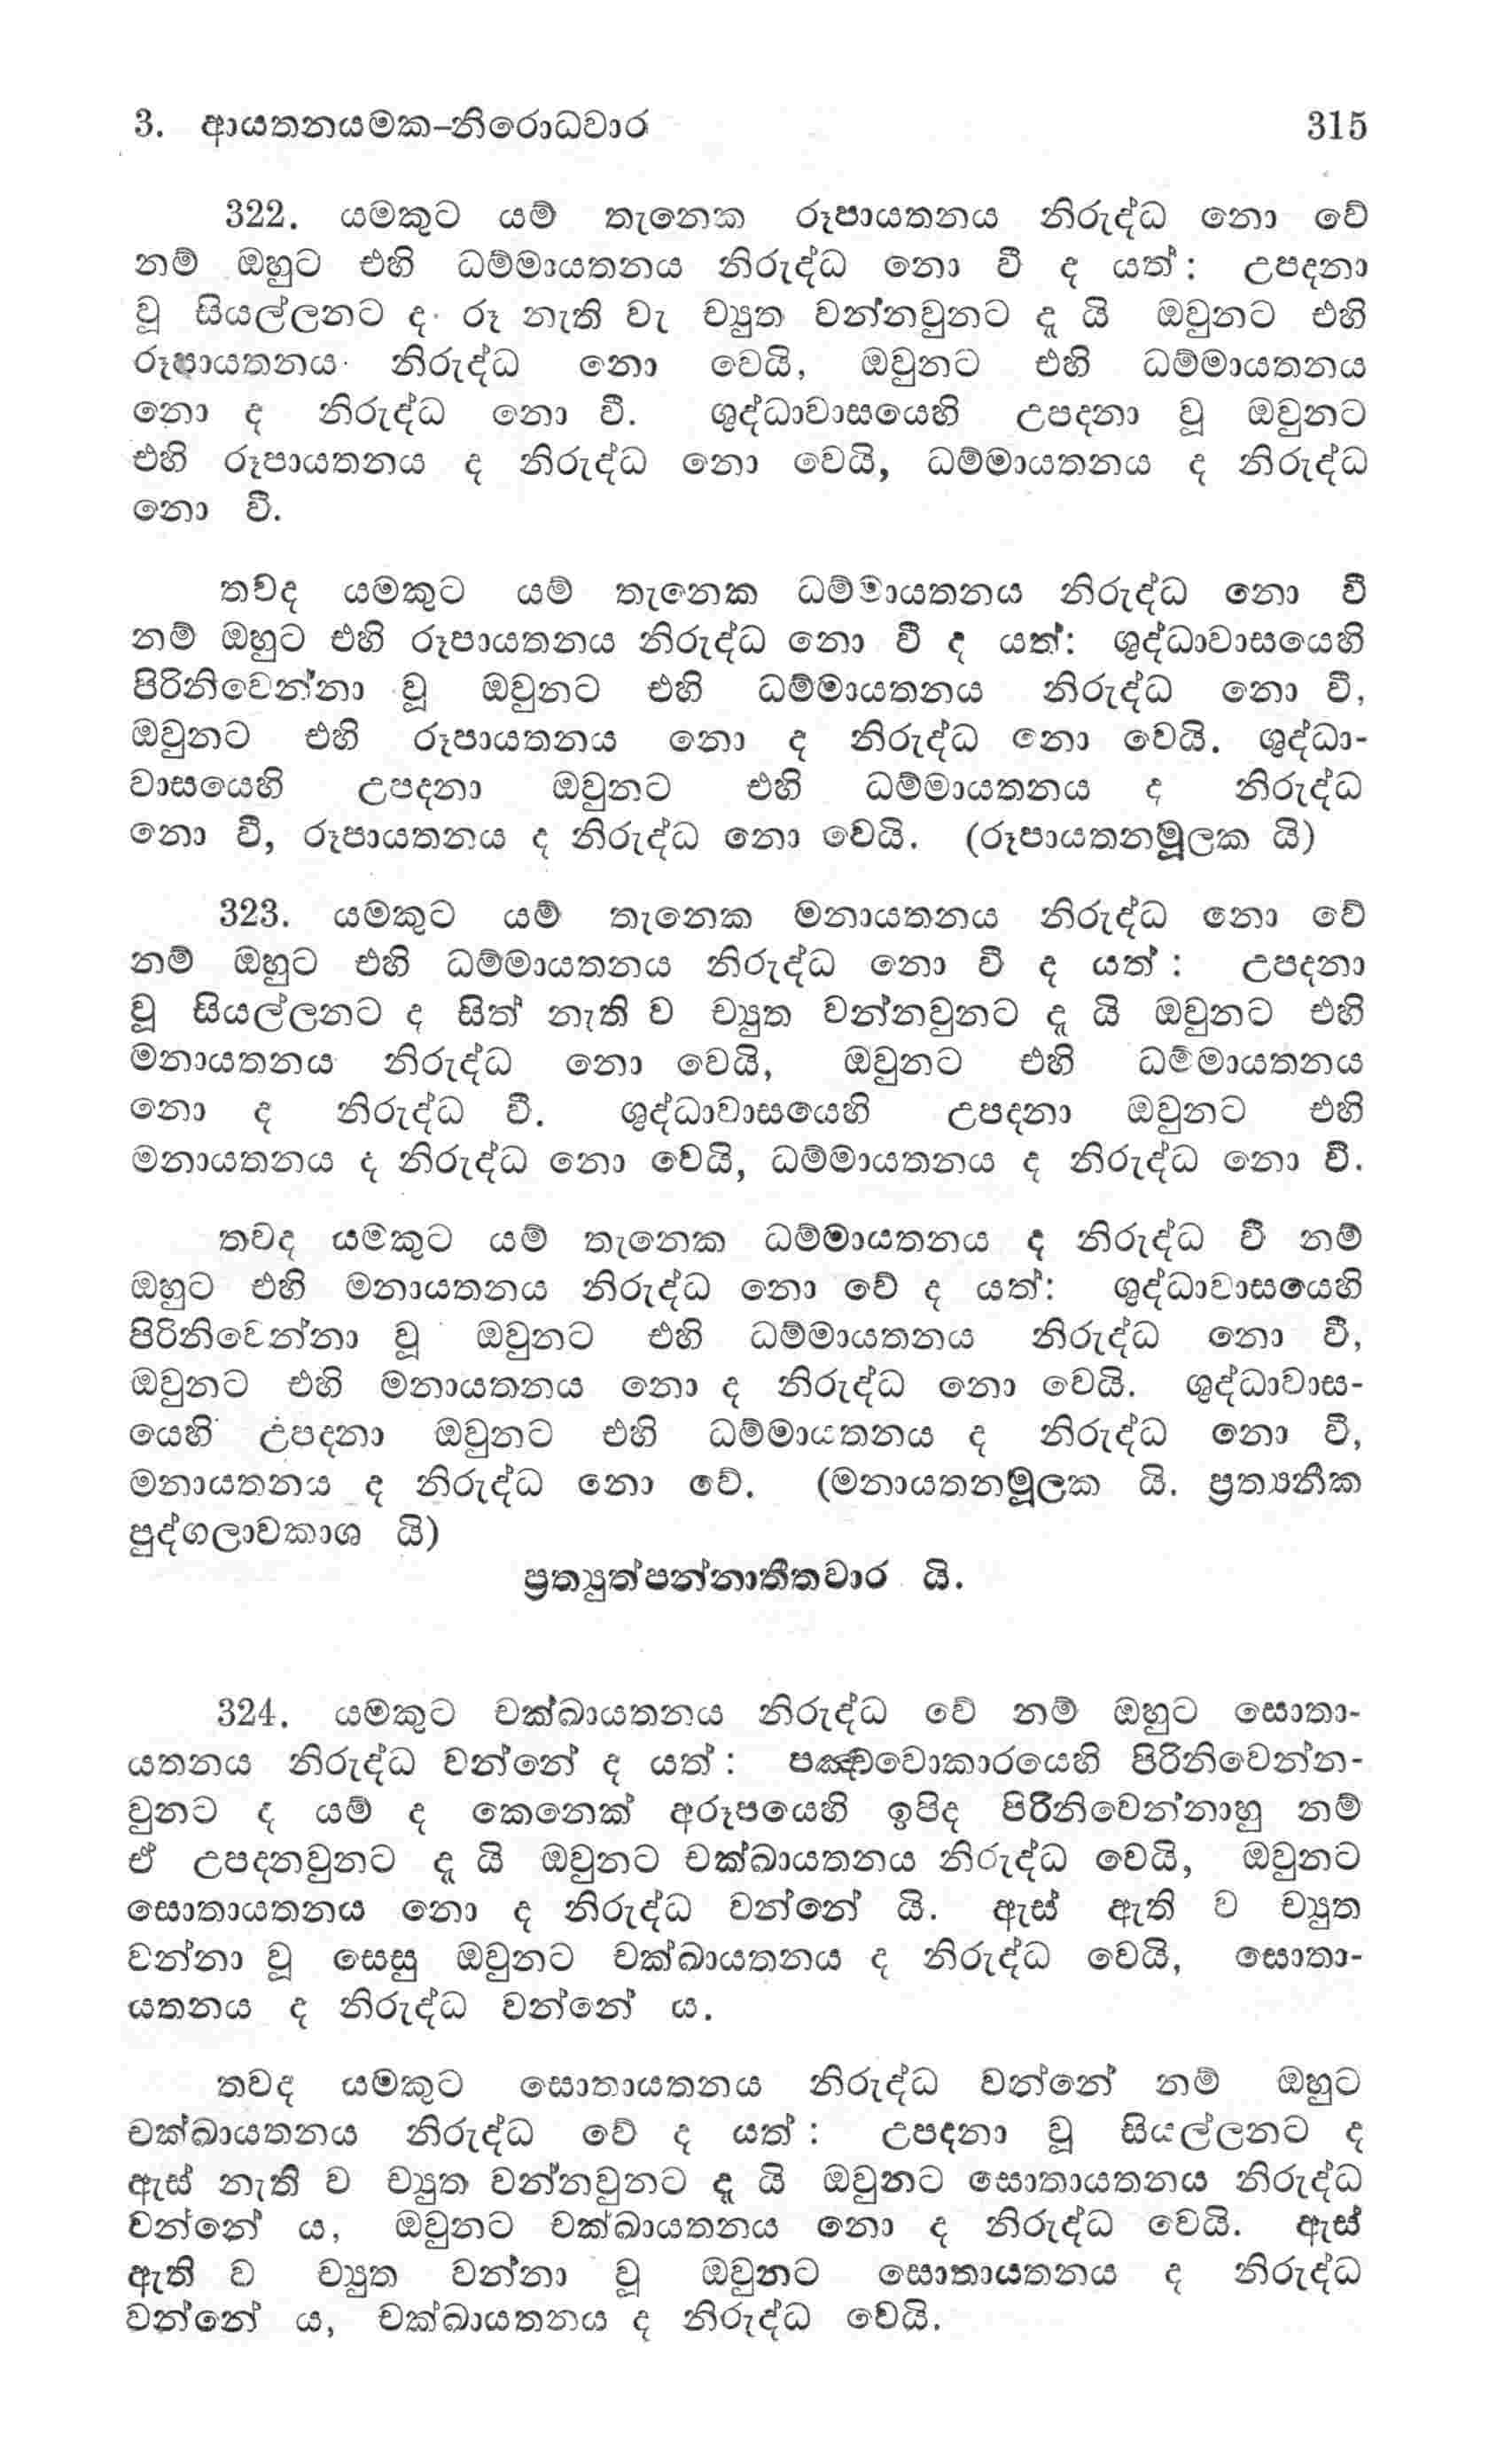 3. ආයතනයමක–නිරොධවාර 315
322. යමකුට යම් තැනෙක රූපායතනය නිරුද්ධ නො වේ
නම් ඔහුට එහි ධම්මායතනය නිරුද්ධ නො වී ද යත්: උපදනා
වූ සියල්ලනට ද රූ නැති වැ ච්‍යුත වන්නවුනට ද යි ඔවුනට එහි
රූපායතනය නිරුද්ධ නො වෙයි, ඔවුනට එහි ධම්මායතනය
නො ද නිරුද්ධ නො වී. ශුද්ධාවාසයෙහි උපදනා වූ ඔවුනට
එහි රූපායතනය ද නිරුද්ධ නො වෙයි, ධම්මායතනය ද නිරුද්ධ
නො වී.
තවද යමකුට යම් තැනෙක ධම්මායතනය නිරුද්ධ නො වී
නම් ඔහුට එහි රූපායතනය නිරුද්ධ නො වී ද යත්: ශුද්ධාවාසයෙහි
පිරිනිවෙන්නා වූ ඔවුනට එහි ධම්මායතනය නිරුද්ධ නො වී,
ඔවුනට එහි රූපායතනය නො ද නිරුද්ධ නො වෙයි. ශුද්ධා-
වාසයෙහි උපදනා ඔවුනට එහි ධම්මායතනය ද නිරුද්ධ
නො වී, රූපායතනය ද නිරුද්ධ නො වෙයි. (රූපායතනමූලක යි)
323. යමකුට යම් තැනෙක මනායතනය නිරුද්ධ නො වේ
නම් ඔහුට එහි ධම්මායතනය නිරුද්ධ නො වී ද යත්: උපදනා
වූ සියල්ලනට ද සිත් නැති ව ච්‍යුත වන්නවුනට දූ යි ඔවුනට එහි
මනායතනය නිරුද්ධ නො වෙයි, ඔවුනට එහි ධම්මායතනය
නො ද නිරුද්ධ වී. ශුද්ධාවාසයෙහි උපදනා ඔවුනට එහි
මනායතනය ද නිරුද්ධ නො වෙයි, ධම්මායතනය ද නිරුද්ධ නො වී.
තවද යමකුට යම් තැනෙක ධම්මායතනය ද නිරුද්ධ වී නම්
ඔහුට එහි මනායතනය නිරුද්ධ නො වේ ද යත්: ශුද්ධාවාසයෙහි
පිරිනිවෙන්නා වූ ඔවුනට එහි ධම්මායතනය නිරුද්ධ නො වී,
ඔවුනට එහි මනායතනය නො ද නිරුද්ධ නො වෙයි. ශුද්ධාවාස-
යෙහි උපදනා ඔවුනට එහි ධම්මායතනය ද නිරුද්ධ නො වී,
මනායතනය ද නිරුද්ධ නො වේ. (මනායතනමූලක යි. ප්‍රත්‍යනීක
පුද්ගලාවකාශ යි)
ප්‍රත්‍යුත්පන්නාතීතවාර යි.
324. යමකුට චක්ඛායතනය නිරුද්ධ වේ නම් ඔහුට සොතා-
යතනය නිරුද්ධ වන්නේ ද යත්: පඤ්චවොකාරයෙහි පිරිනිවෙන්න-
වුනට ද යම් ද කෙනෙක් අරූපයෙහි ඉපිද පිරිනිවෙන්නාහු නම්
ඒ උපදනවුනට දූ යි ඔවුනට චක්ඛායතනය නිරුද්ධ වෙයි, ඔවුනට
සොතායතනය නො ද නිරුද්ධ වන්නේ යි. ඇස් ඇති ව ච්‍යුත
වන්නා වූ සෙසු ඔවුනට චක්ඛායතනය ද නිරුද්ධ වෙයි, සොතා-
යතනය ද නිරුද්ධ වන්නේ ය.
තවද යමකුට සොතායතනය නිරුද්ධ වන්නේ නම් ඔහුට
චක්ඛායතනය නිරුද්ධ වේ ද යත්: උපදනා වූ සියල්ලනට ද
ඇස් නැති ව ච්‍යුත වන්නවුනට දූ යි ඔවුනට සොතායතනය නිරුද්ධ
වන්නේ ය, ඔවුනට චක්ඛායතනය නො ද නිරුද්ධ වෙයි. ඇස්
ඇති ව ච්‍යුත වන්නා වූ ඔවුනට සොතායතනය ද නිරුද්ධ
වන්නේ ය, චක්ඛායතනය ද නිරුද්ධ වෙයි.